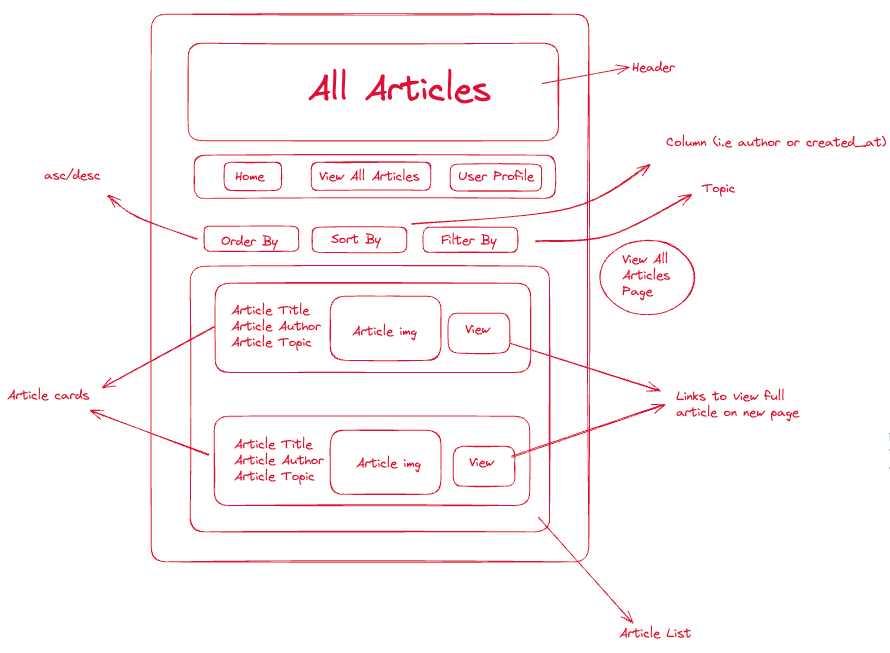 All Articles
Header
Column (i.e author or created_at)
Home
View All Articles
User Profile
asc/desc
Topic
Order By
Sort By
Filter By
View All
Articles
Page
Article Title
Article Author
Article Topic
Article img
View
Article cards
Links to view full
article on new page
Article Title
Article Author
Article Topic
Article img
View
Article List